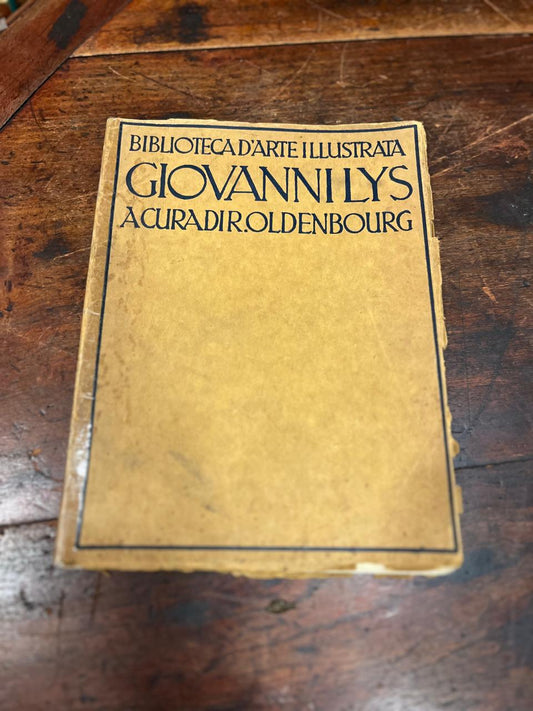 BIBLIOTECA D'ARTE ILLUSTRATA
GIOVANNI LYS
A CURA DI R. OLDENBOURG